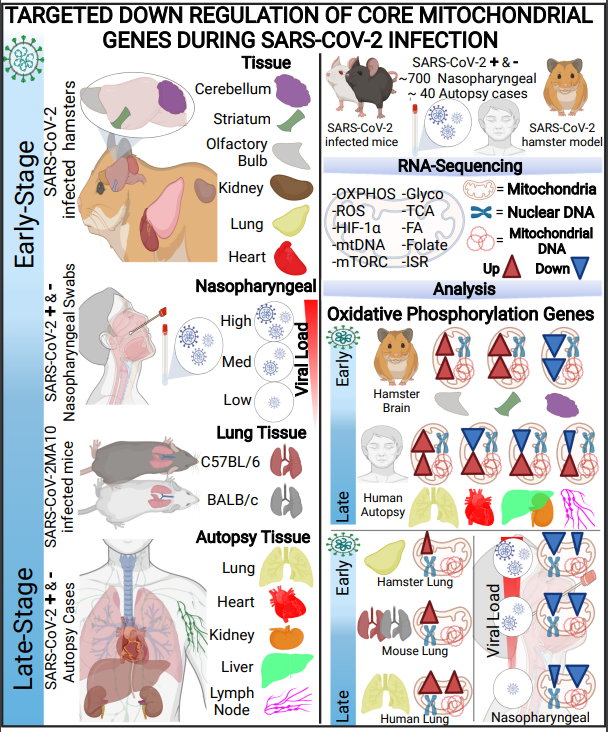 TARGETED DOWN REGULATION OF CORE MITOCHONDRIAL
GENES DURING SARS-COV-2 INFECTION
Early-Stage
SARS-CoV-2
infected hamsters
Tissue
Cerebellum
Striatum
Olfactory
Bulb
Kidney
Lung
Heart
SARS-CoV-2 + & -
Nasopharyngeal Swabs
Nasopharyngeal
High
Med
Low
Viral Load
SARS-CoV-2MA10
infected mice
Lung Tissue
C57BL/6
BALB/c
Late-Stage
SARS-CoV-2 + & -
Autopsy Cases
Autopsy Tissue
Lung
Heart
Kidney
Liver
Lymph
Node
SARS-CoV-2 + & -
~700 Nasopharyngeal
~ 40 Autopsy cases
SARS-CoV-2
infected mice
SARS-CoV-2
hamster model
RNA-Sequencing
-OXPHOS -Glyco
-ROS -TCA
-HIF-1α -FA
-mtDNA -Folate
-mTORC -ISR
= Mitochondria
= Nuclear DNA
= Mitochondrial
DNA
Up Down
Analysis
Oxidative Phosphorylation Genes
Early
Hamster
Brain
Late
Human
Autopsy
Early
Hamster Lung
Mouse Lung
Late
Human Lung
Viral Load
Nasopharyngeal